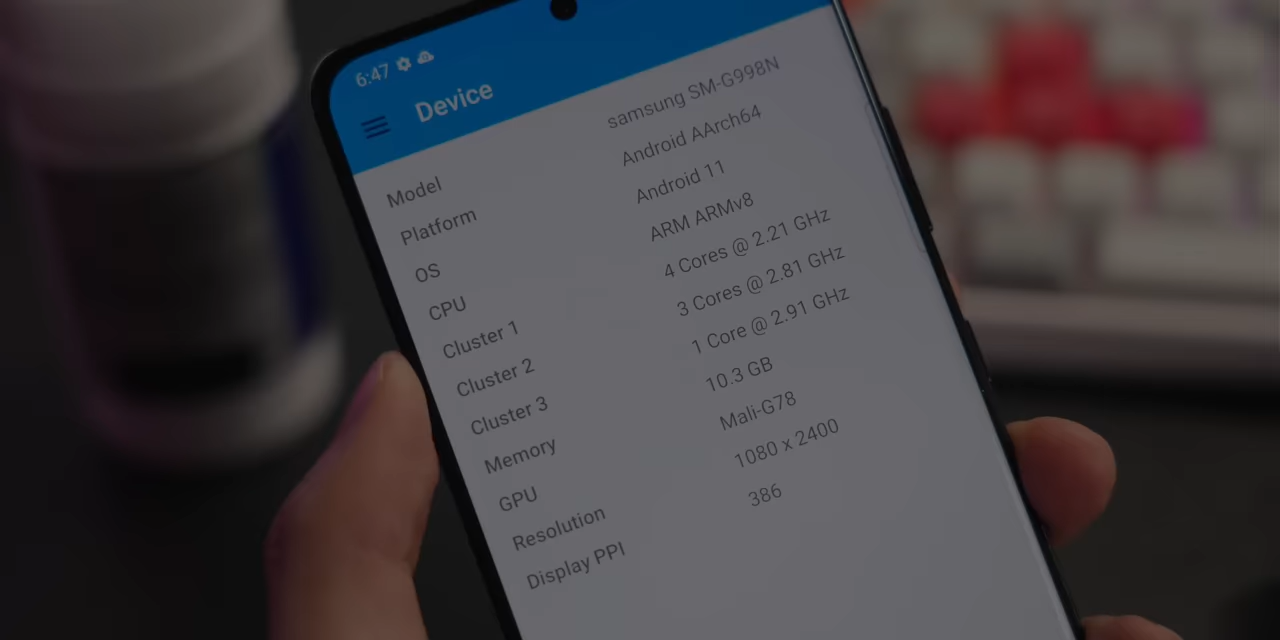 6:47
Device
Model samsung SM-G998N
Platform Android AArch64
OS Android 11
CPU ARM ARMv8
Cluster 1 4 Cores @ 2.21 GHz
Cluster 2 3 Cores @ 2.81 GHz
Cluster 3 1 Core @ 2.91 GHz
Memory 10.3 GB
GPU Mali-G78
Resolution 1080 x 2400
Display PPI 386